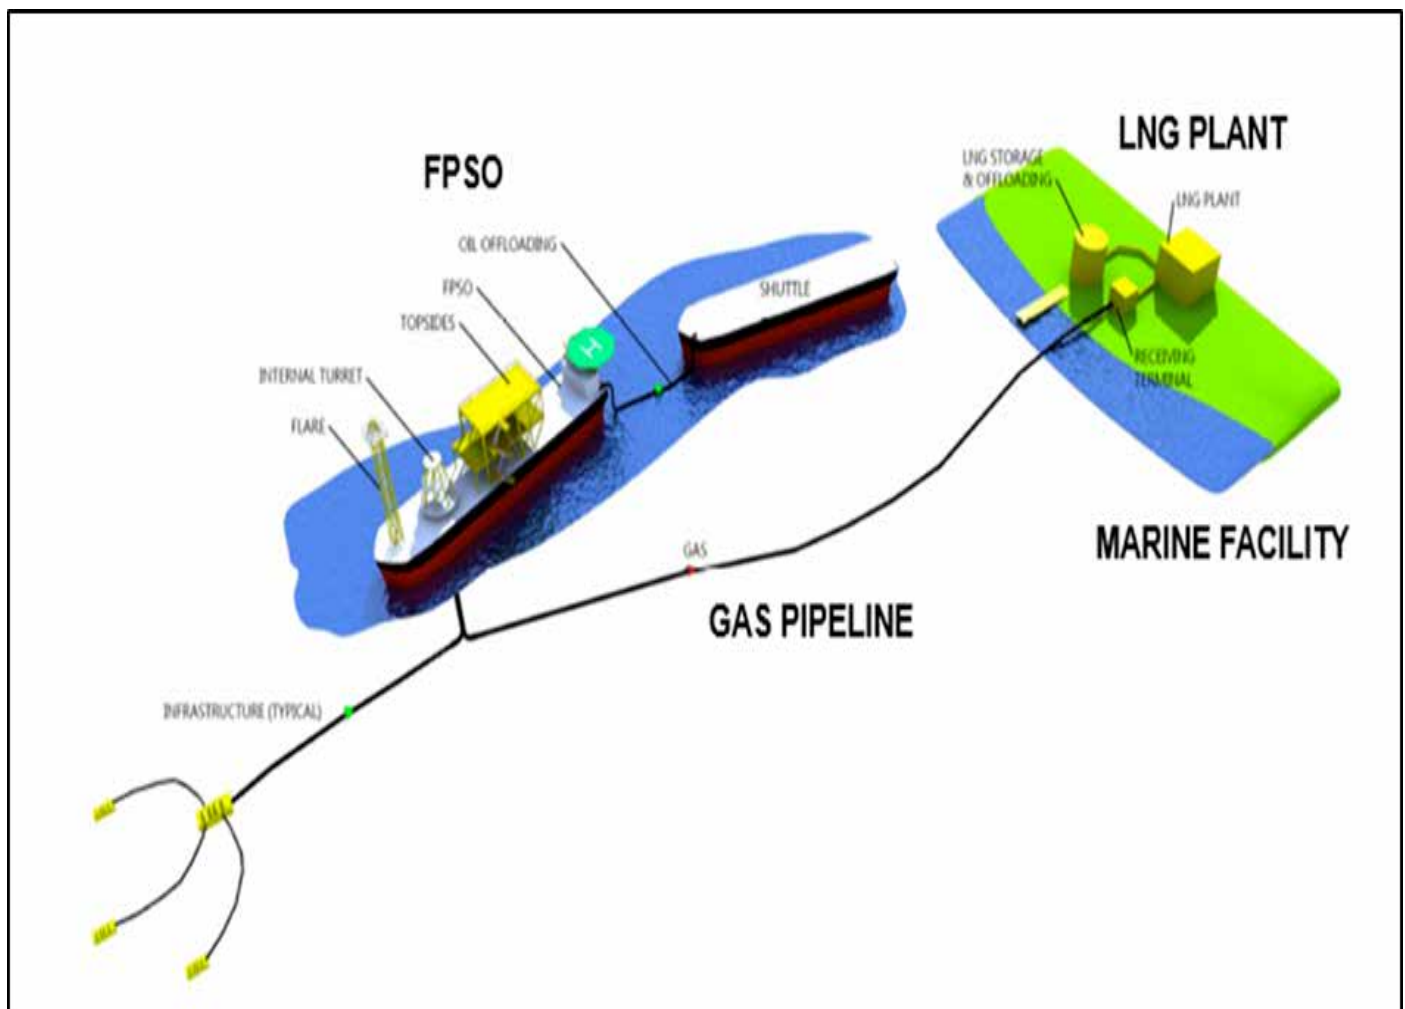 LNG PLANT
FPSO
LNG STORAGE
& OFFLOADING
LNG PLANT
OIL OFFLOADING
FPSO
SHUTTLE
TOPSIDES
INTERNAL TURRET
RECEIVING
TERMINAL
FLARE
H
MARINE FACILITY
GAS
GAS PIPELINE
INFRASTRUCTURE (TYPICAL)